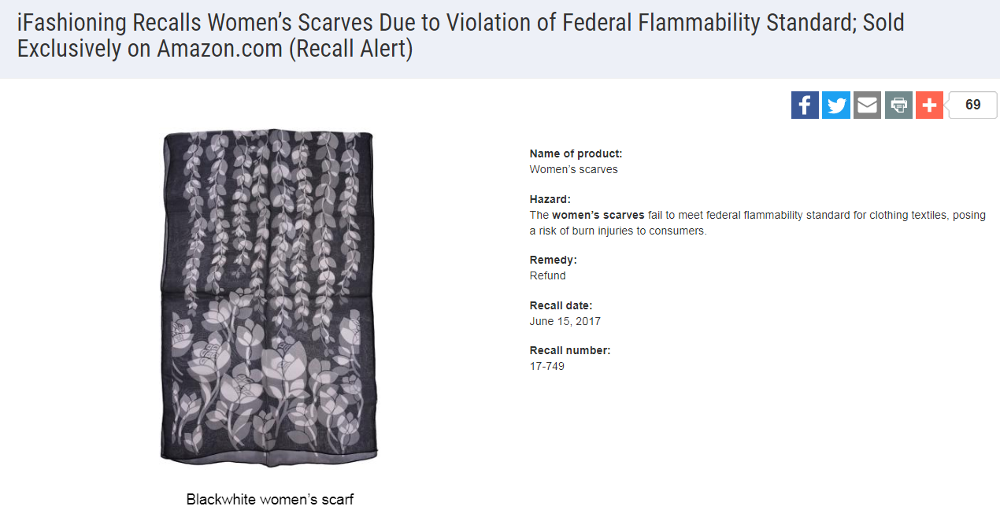 iFashioning Recalls Women’s Scarves Due to Violation of Federal Flammability Standard; Sold
Exclusively on Amazon.com (Recall Alert)
69
Name of product:
Women’s scarves
Hazard:
The women’s scarves fail to meet federal flammability standard for clothing textiles, posing
a risk of burn injuries to consumers.
Remedy:
Refund
Recall date:
June 15, 2017
Recall number:
17-749
Blackwhite women’s scarf